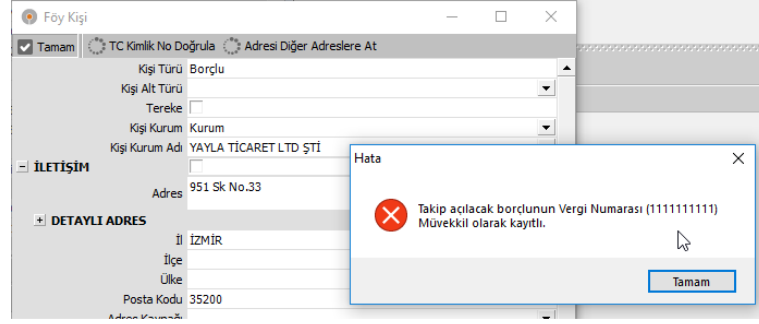 Föy Kişi
Tamam TC Kimlik No Doğrula Adresi Diğer Adreslere At
Kişi Türü Borçlu
Kişi Alt Türü
Tereke
Kişi Kurum Kurum
Kişi Kurum Adı YAYLA TİCARET LTD ŞTİ
İLETİŞİM
Adres 951 Sk No.33
DETAYLI ADRES
İl İZMİR
İlçe
Ülke
Posta Kodu 35200
Adres Kaynağı
Hata
Takip açılacak borçlunun Vergi Numarası (1111111111)
Müvekkil olarak kayıtlı.
Tamam